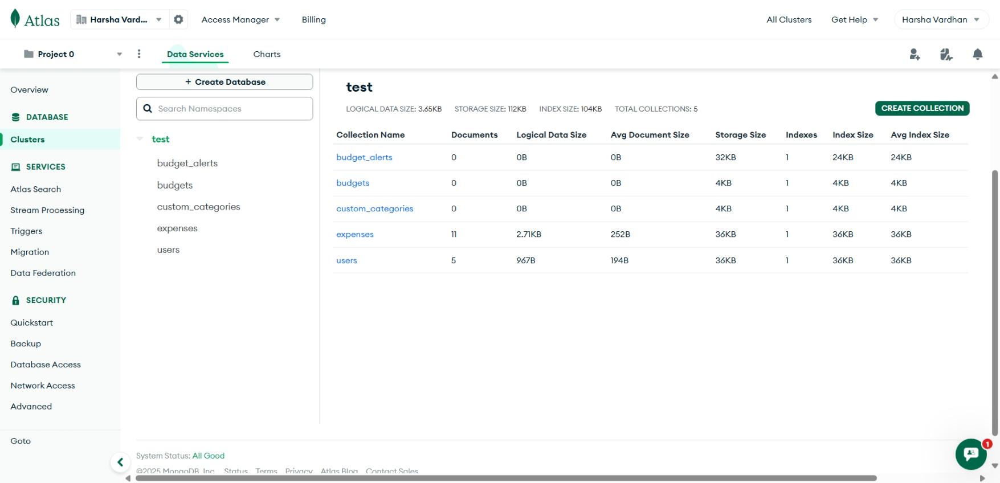 Atlas
Harsha Vard...
Access Manager
Billing
All Clusters
Get Help
Harsha Vardhan
Project 0
Data Services
Charts
Overview
DATABASE
Clusters
SERVICES
Atlas Search
Stream Processing
Triggers
Migration
Data Federation
SECURITY
Quickstart
Backup
Database Access
Network Access
Advanced
Goto
+ Create Database
Search Namespaces
test
budget_alerts
budgets
custom_categories
expenses
users
test
LOGICAL DATA SIZE: 3.65KB STORAGE SIZE: 112KB INDEX SIZE: 104KB TOTAL COLLECTIONS: 5
CREATE COLLECTION
Collection Name Documents Logical Data Size Avg Document Size Storage Size Indexes Index Size Avg Index Size
budget_alerts 0 0B 0B 32KB 1 24KB 24KB
budgets 0 0B 0B 4KB 1 4KB 4KB
custom_categories 0 0B 0B 4KB 1 4KB 4KB
expenses 11 2.71KB 252B 36KB 1 36KB 36KB
users 5 967B 194B 36KB 1 36KB 36KB
System Status: All Good
©2025 MongoDB, Inc. Status Terms Privacy Atlas Blog Contact Sales
1